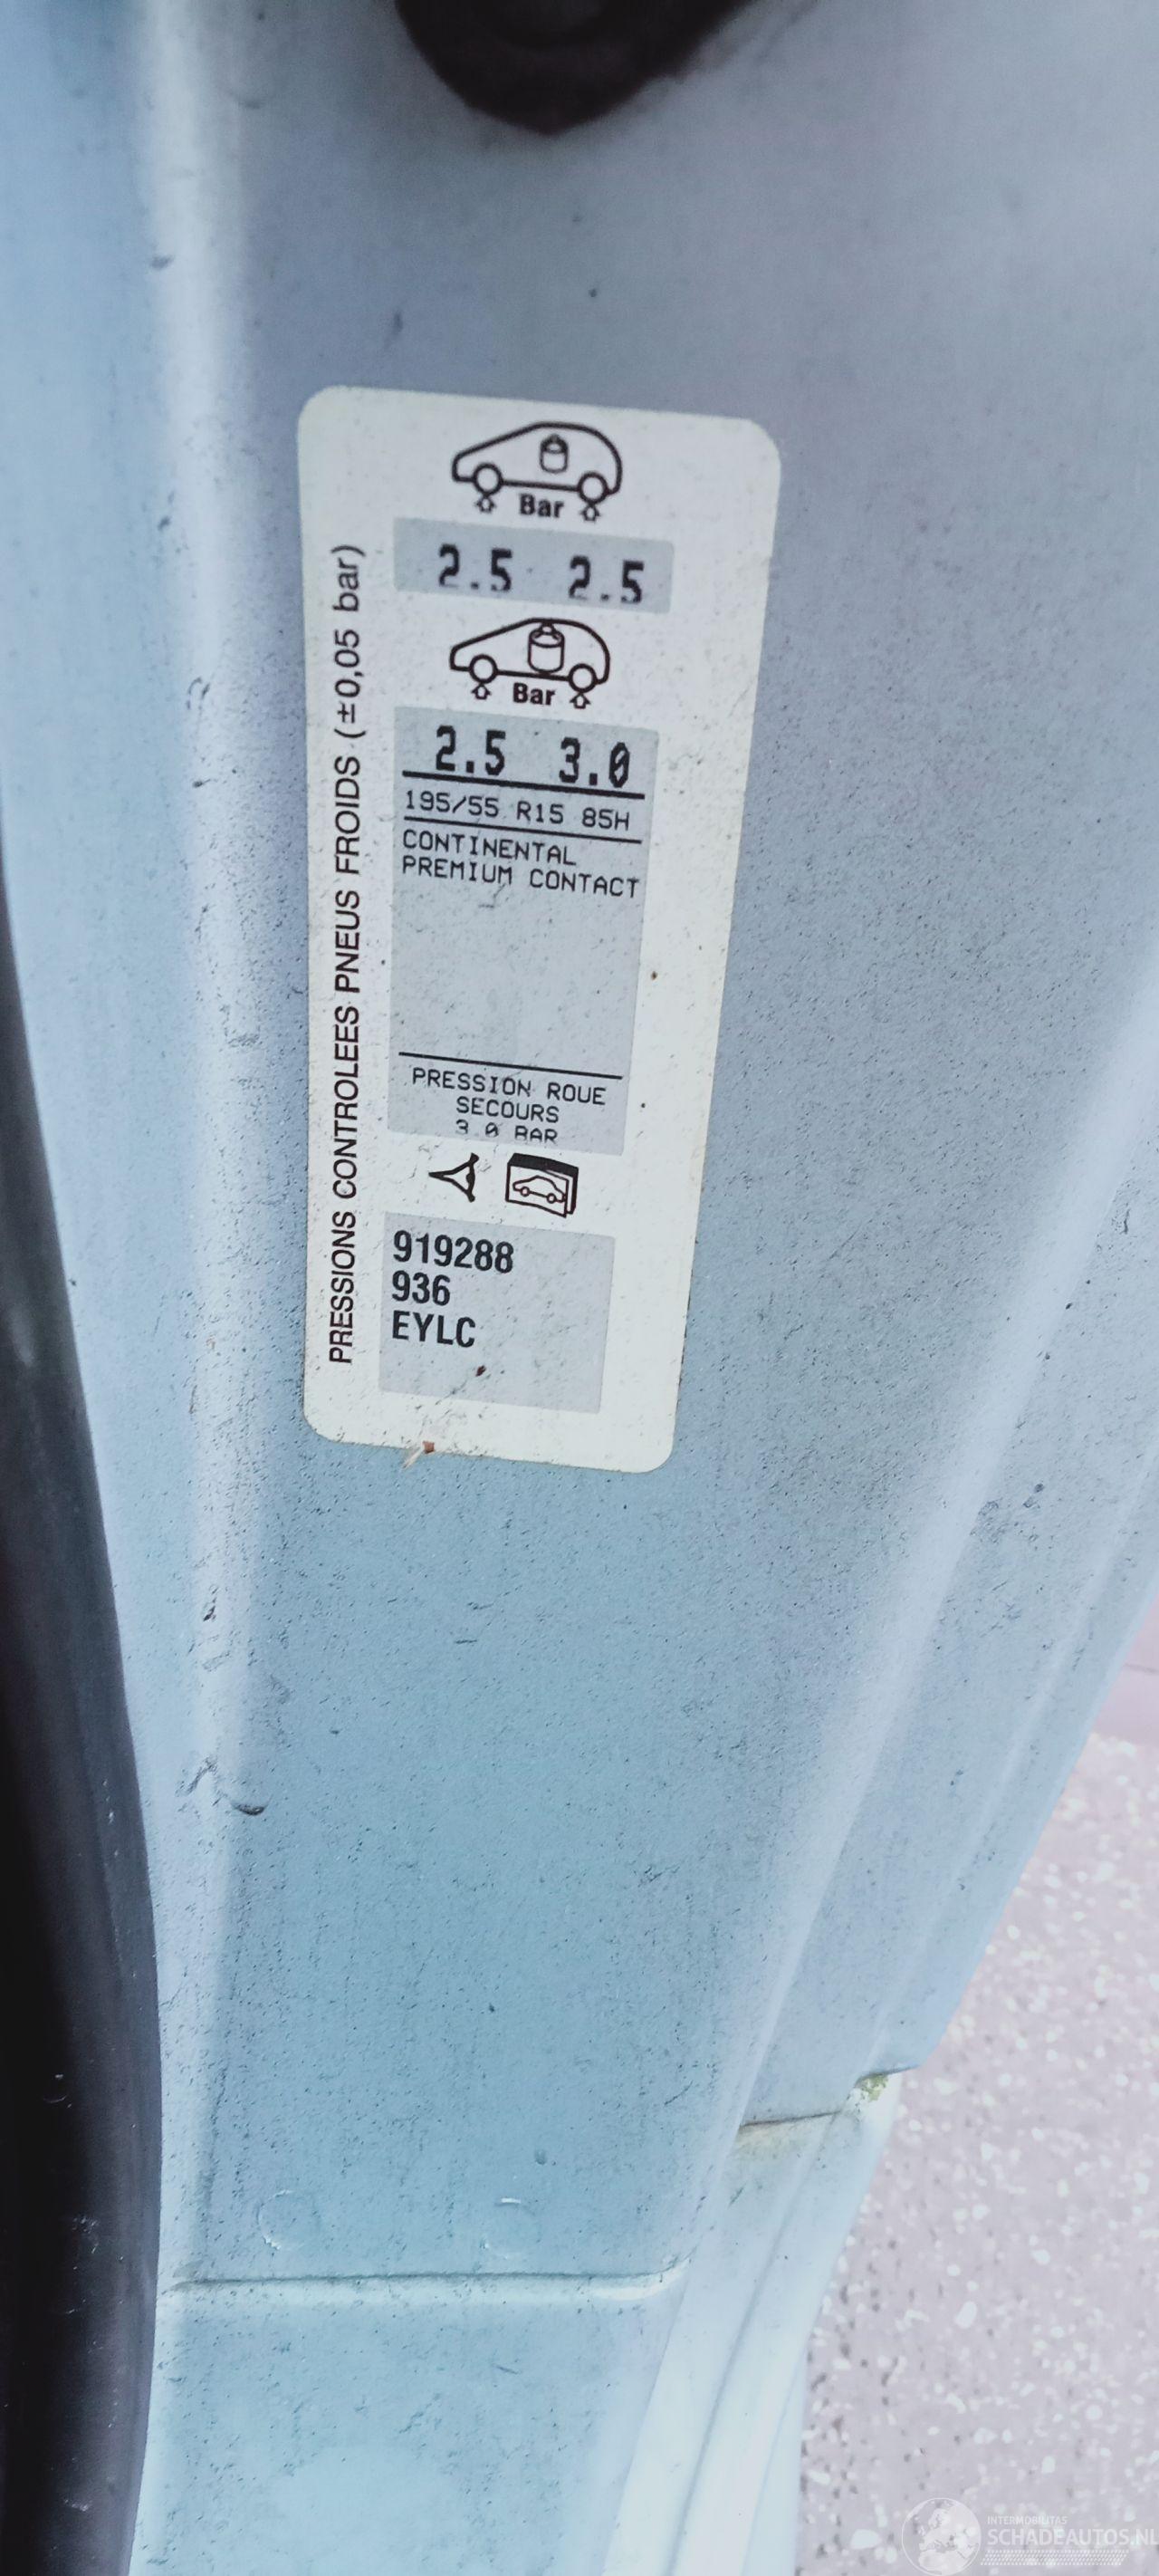 PRESSIONS CONTROLEES PNEUS FROIDS (±0,05 bar)
Bar
2.5 2.5
Bar
2.5 3.0
195/55 R15 85H
CONTINENTAL
PREMIUM CONTACT
PRESSION ROUE
SECOURS
3.0 BAR
919288
936
EYLC
INTERMOBILITAS
SCHADEAUTOS.NL